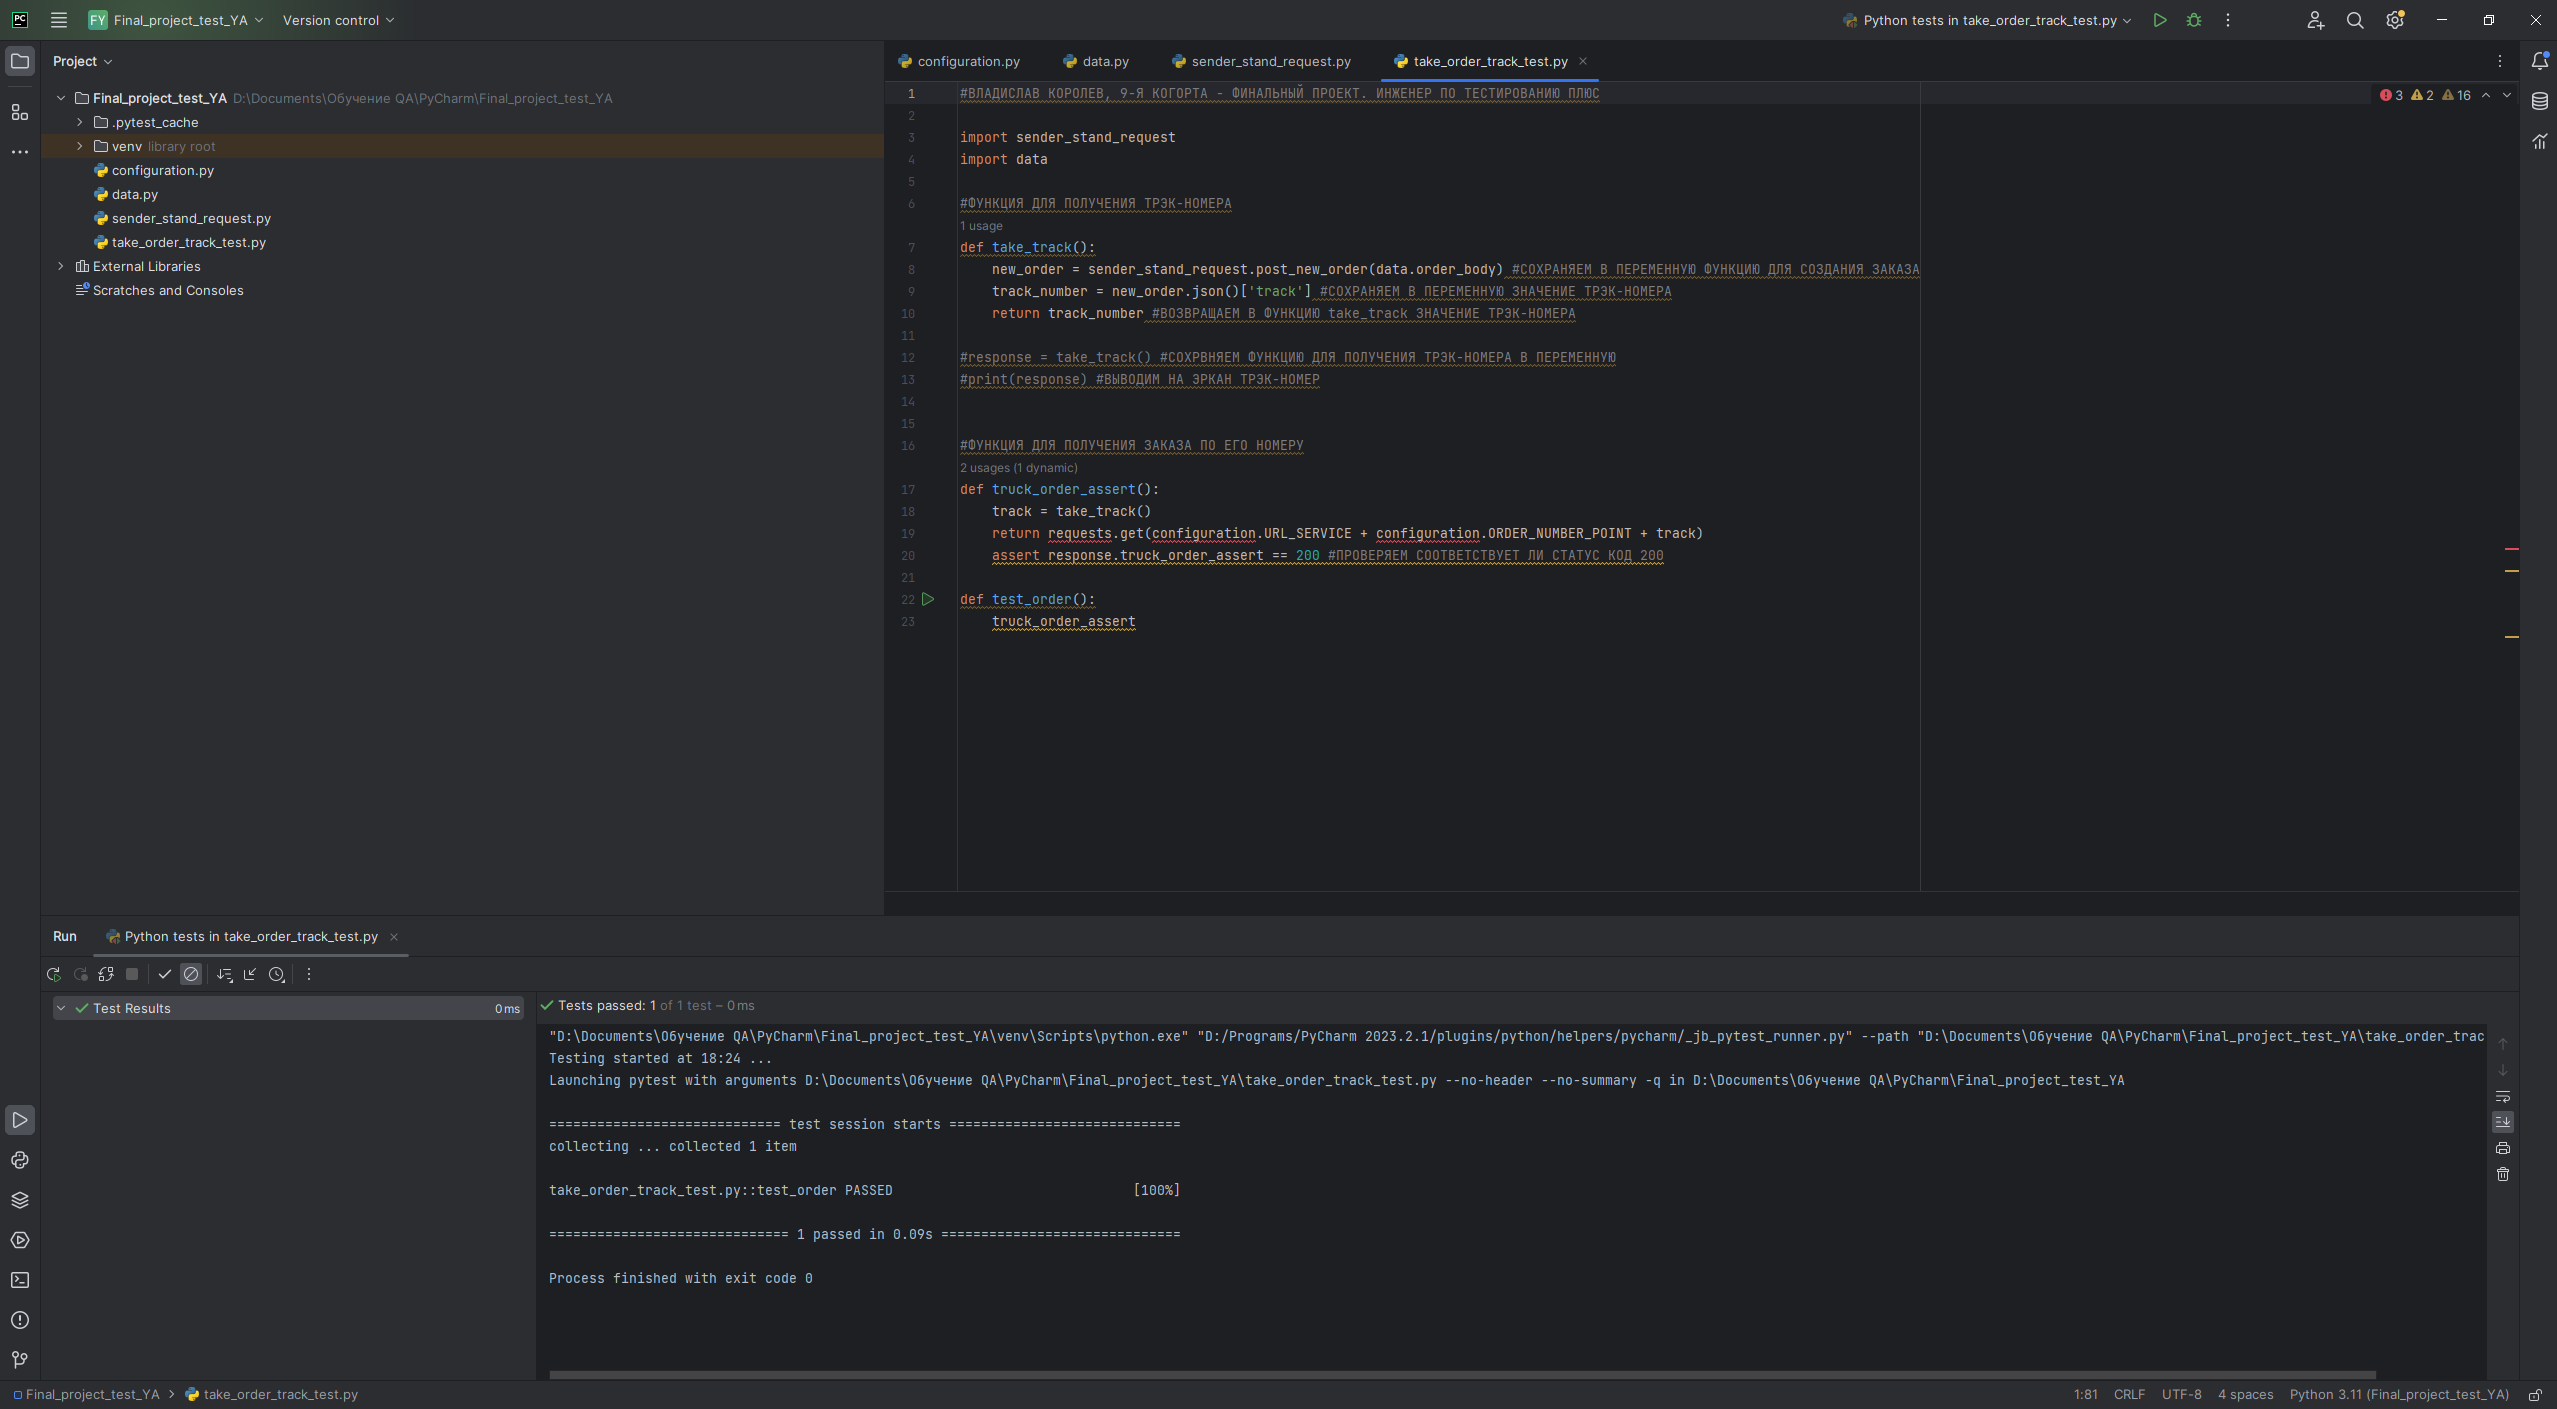 PC
FY Final_project_test_YA Version control
Python tests in take_order_track_test.py
Project
Final_project_test_YA D:\Documents\Обучение QA\PyCharm\Final_project_test_YA
.pytest_cache
venv library root
configuration.py
data.py
sender_stand_request.py
take_order_track_test.py
External Libraries
Scratches and Consoles
configuration.py data.py sender_stand_request.py take_order_track_test.py
3 2 16
1 #ВЛАДИСЛАВ КОРОЛЕВ, 9-Я КОГОРТА - ФИНАЛЬНЫЙ ПРОЕКТ. ИНЖЕНЕР ПО ТЕСТИРОВАНИЮ ПЛЮС
2
3 import sender_stand_request
4 import data
5
6 #ФУНКЦИЯ ДЛЯ ПОЛУЧЕНИЯ ТРЭК-НОМЕРА
1 usage
7 def take_track():
8 new_order = sender_stand_request.post_new_order(data.order_body) #СОХРАНЯЕМ В ПЕРЕМЕННУЮ ФУНКЦИЮ ДЛЯ СОЗДАНИЯ ЗАКАЗА
9 track_number = new_order.json()['track'] #СОХРАНЯЕМ В ПЕРЕМЕННУЮ ЗНАЧЕНИЕ ТРЭК-НОМЕРА
10 return track_number #ВОЗВРАЩАЕМ В ФУНКЦИЮ take_track ЗНАЧЕНИЕ ТРЭК-НОМЕРА
11
12 #response = take_track() #СОХРВНЯЕМ ФУНКЦИЮ ДЛЯ ПОЛУЧЕНИЯ ТРЭК-НОМЕРА В ПЕРЕМЕННУЮ
13 #print(response) #ВЫВОДИМ НА ЭРКАН ТРЭК-НОМЕР
14
15
16 #ФУНКЦИЯ ДЛЯ ПОЛУЧЕНИЯ ЗАКАЗА ПО ЕГО НОМЕРУ
2 usages (1 dynamic)
17 def truck_order_assert():
18 track = take_track()
19 return requests.get(configuration.URL_SERVICE + configuration.ORDER_NUMBER_POINT + track)
20 assert response.truck_order_assert == 200 #ПРОВЕРЯЕМ СООТВЕТСТВУЕТ ЛИ СТАТУС КОД 200
21
22 def test_order():
23 truck_order_assert
Run Python tests in take_order_track_test.py
Test Results 0 ms
Tests passed: 1 of 1 test – 0 ms
"D:\Documents\Обучение QA\PyCharm\Final_project_test_YA\venv\Scripts\python.exe" "D:/Programs/PyCharm 2023.2.1/plugins/python/helpers/pycharm/_jb_pytest_runner.py" --path "D:\Documents\Обучение QA\PyCharm\Final_project_test_YA\take_order_trac
Testing started at 18:24 ...
Launching pytest with arguments D:\Documents\Обучение QA\PyCharm\Final_project_test_YA\take_order_track_test.py --no-header --no-summary -q in D:\Documents\Обучение QA\PyCharm\Final_project_test_YA
============================= test session starts =============================
collecting ... collected 1 item
take_order_track_test.py::test_order PASSED [100%]
============================== 1 passed in 0.09s ==============================
Process finished with exit code 0
Final_project_test_YA take_order_track_test.py
1:81 CRLF UTF-8 4 spaces Python 3.11 (Final_project_test_YA)